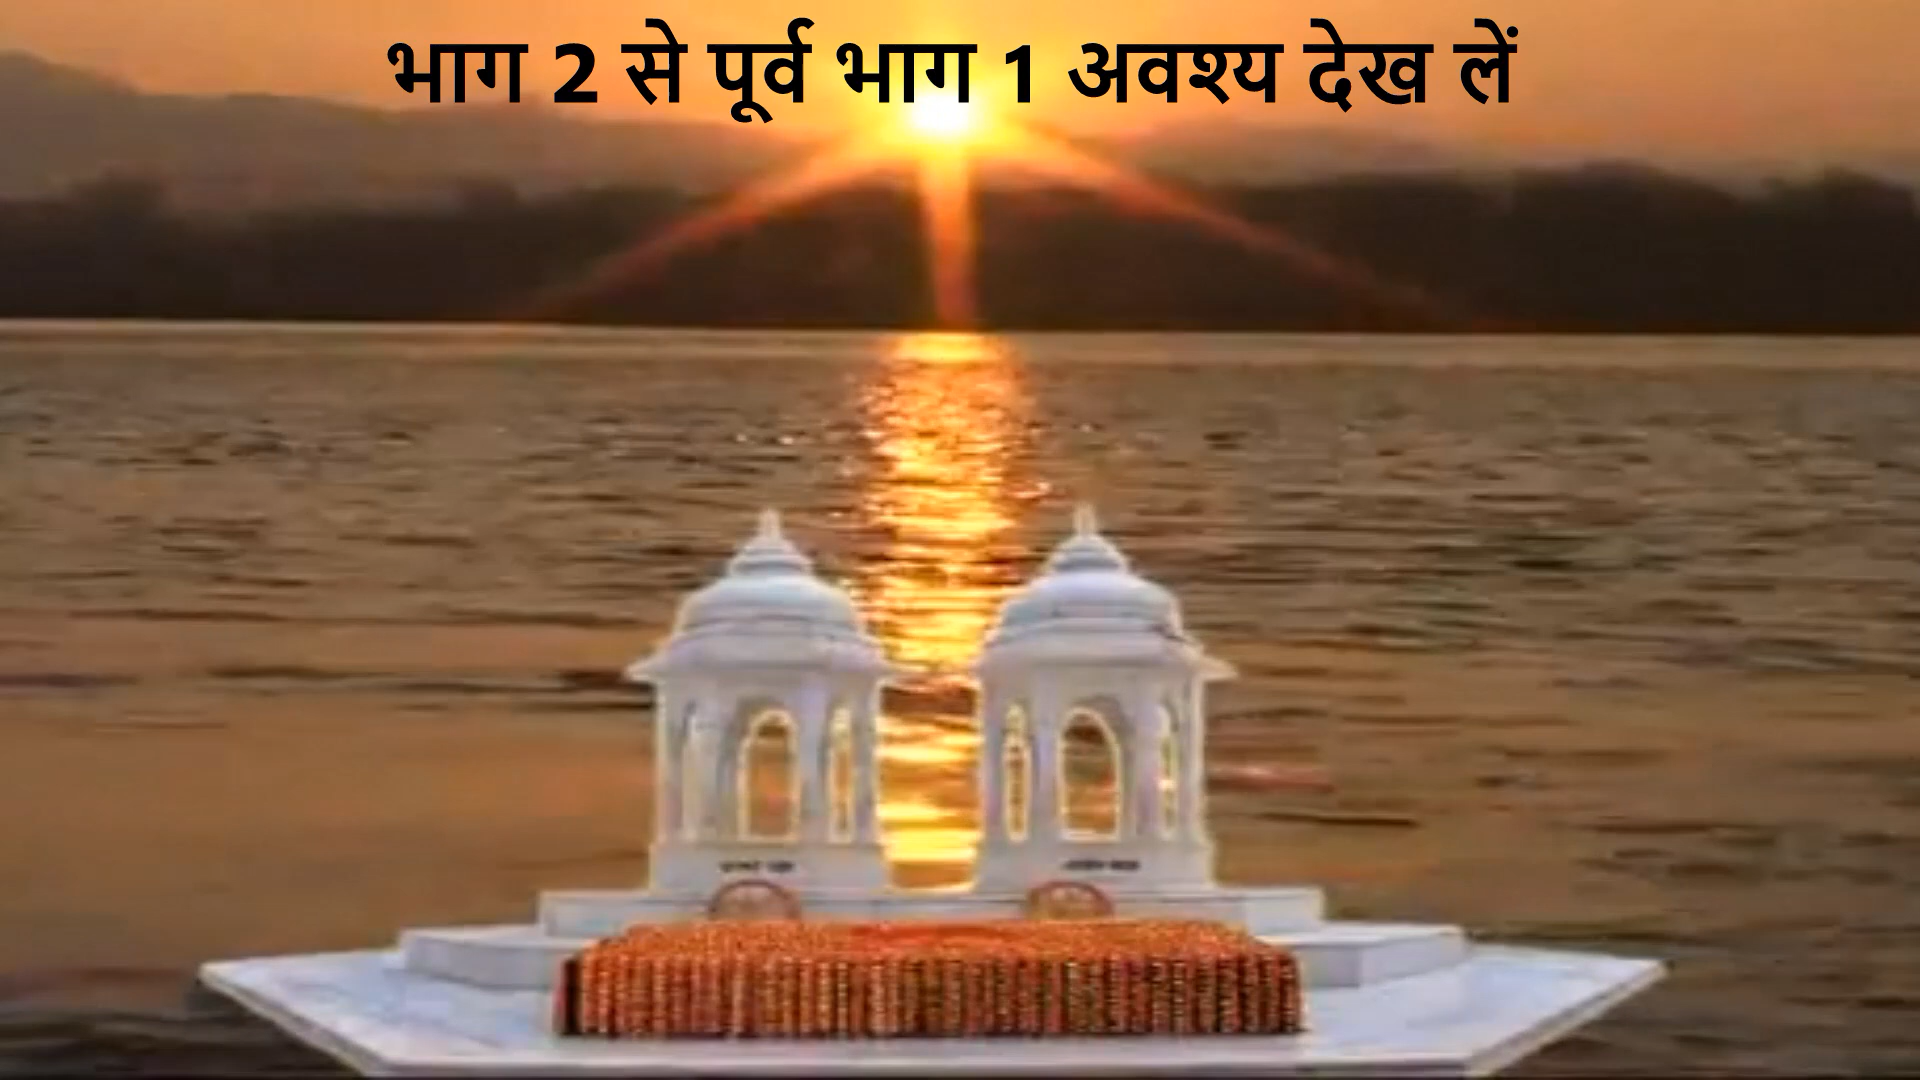 भाग 2 से पूर्व भाग 1 अवश्य देख लें